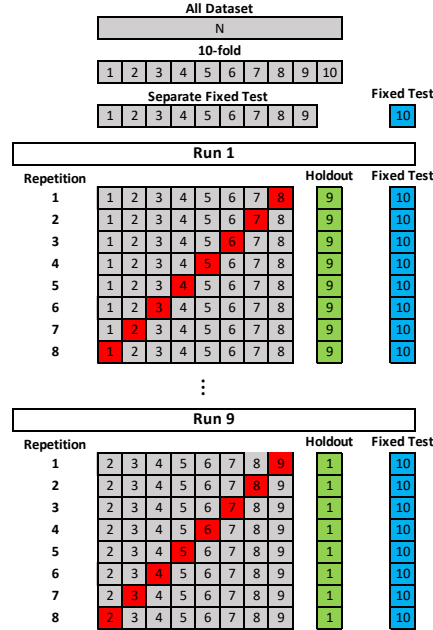 All Dataset
N
10-fold
1 2 3 4 5 6 7 8 9 10
Separate Fixed Test Fixed Test
1 2 3 4 5 6 7 8 9 10
Run 1
Repetition Holdout Fixed Test
1 1 2 3 4 5 6 7 8 9 10
2 1 2 3 4 5 6 7 8 9 10
3 1 2 3 4 5 6 7 8 9 10
4 1 2 3 4 5 6 7 8 9 10
5 1 2 3 4 5 6 7 8 9 10
6 1 2 3 4 5 6 7 8 9 10
7 1 2 3 4 5 6 7 8 9 10
8 1 2 3 4 5 6 7 8 9 10
⋮
Run 9
Repetition Holdout Fixed Test
1 2 3 4 5 6 7 8 9 1 10
2 2 3 4 5 6 7 8 9 1 10
3 2 3 4 5 6 7 8 9 1 10
4 2 3 4 5 6 7 8 9 1 10
5 2 3 4 5 6 7 8 9 1 10
6 2 3 4 5 6 7 8 9 1 10
7 2 3 4 5 6 7 8 9 1 10
8 2 3 4 5 6 7 8 9 1 10